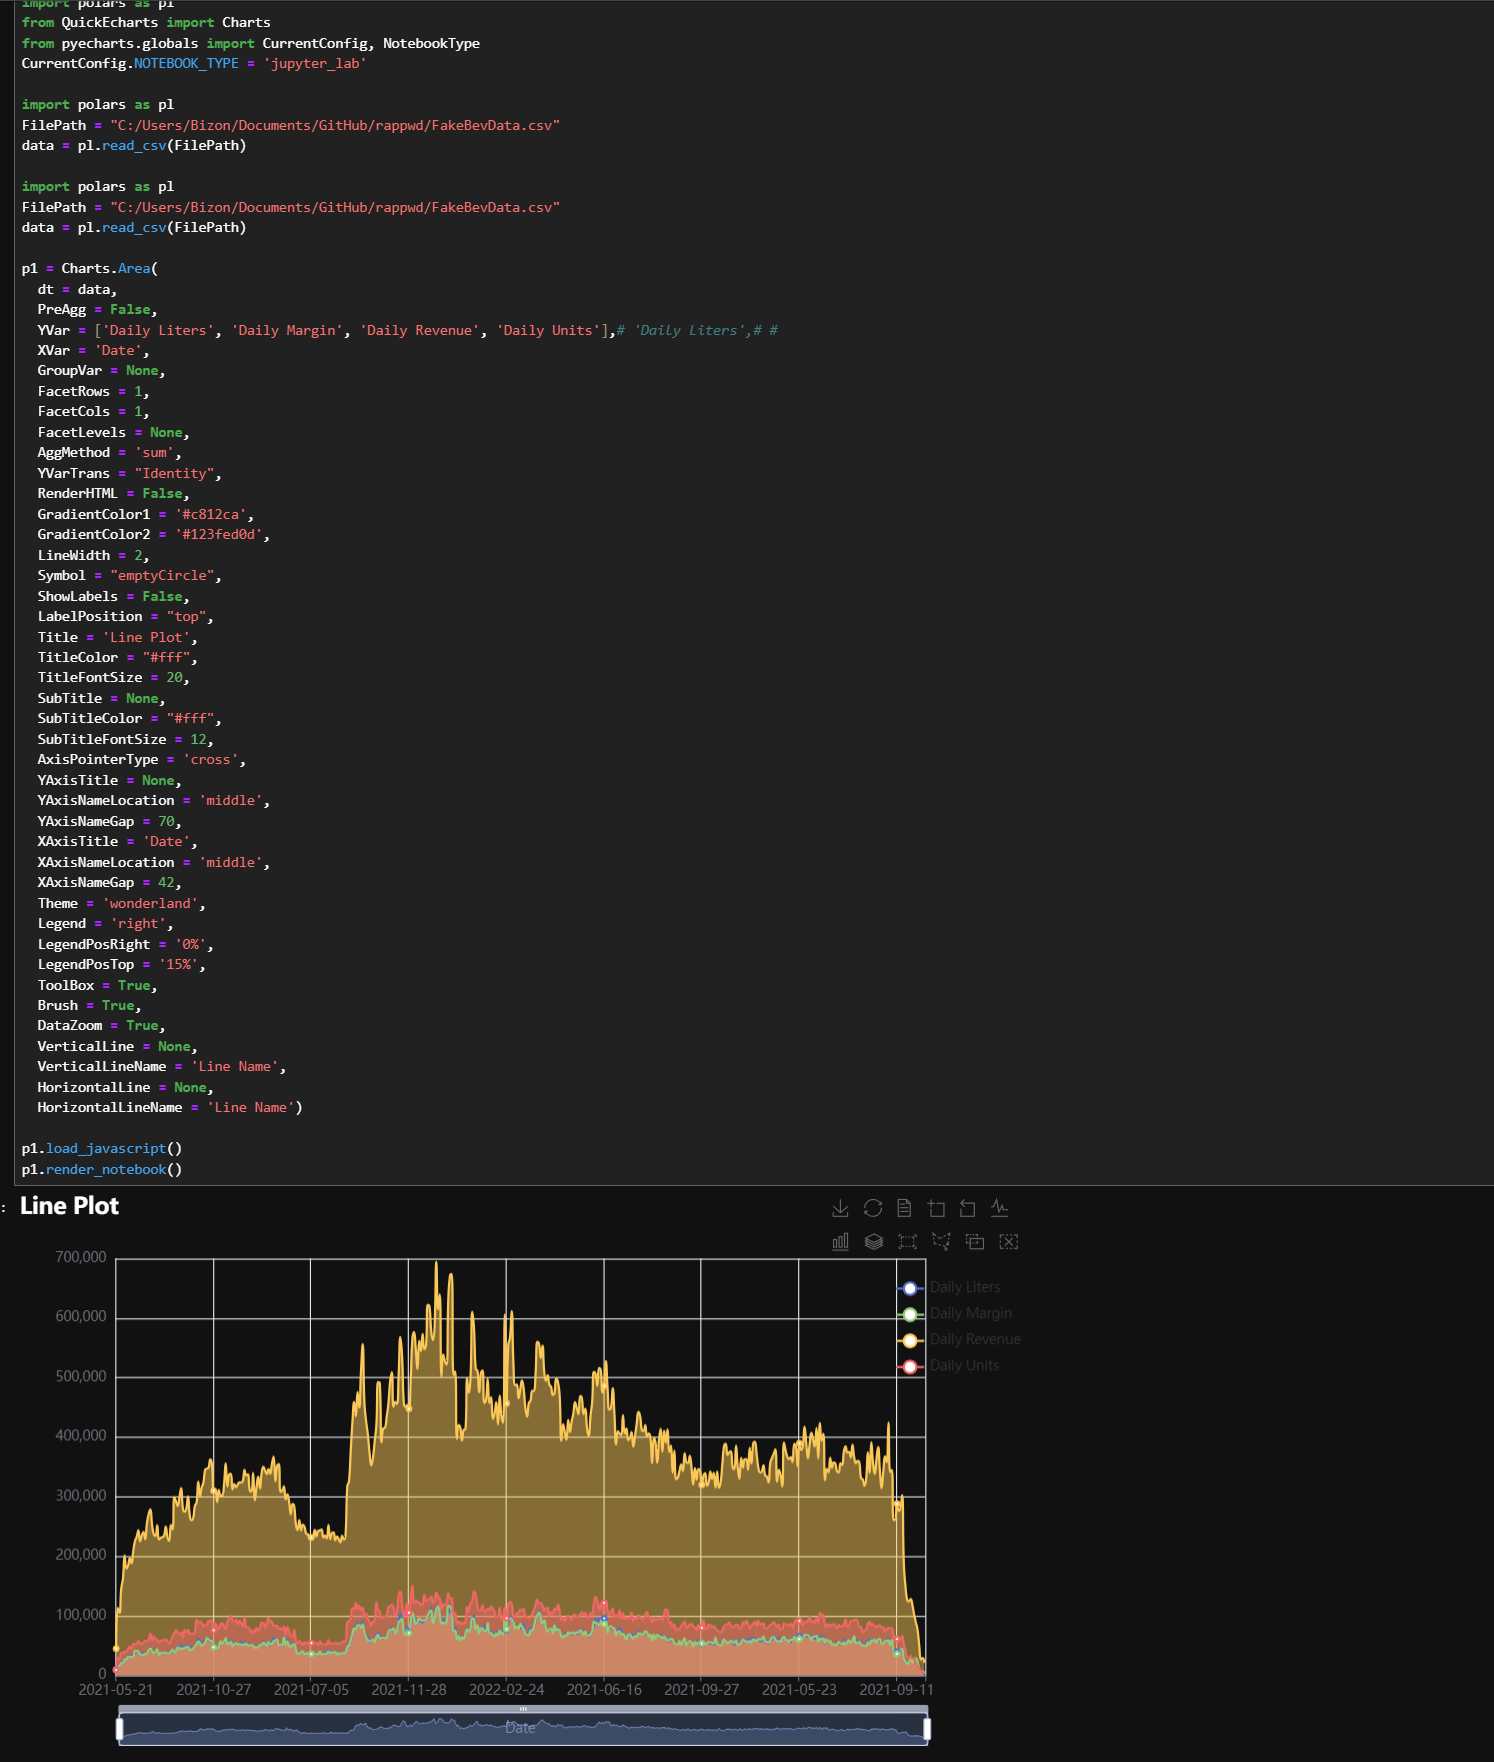 import polars as pl
from QuickEcharts import Charts
from pyecharts.globals import CurrentConfig, NotebookType
CurrentConfig.NOTEBOOK_TYPE = 'jupyter_lab'
import polars as pl
FilePath = "C:/Users/Bizon/Documents/GitHub/rappwd/FakeBevData.csv"
data = pl.read_csv(FilePath)
import polars as pl
FilePath = "C:/Users/Bizon/Documents/GitHub/rappwd/FakeBevData.csv"
data = pl.read_csv(FilePath)
p1 = Charts.Area(
dt = data,
PreAgg = False,
YVar = ['Daily Liters', 'Daily Margin', 'Daily Revenue', 'Daily Units'],# 'Daily Liters',# #
XVar = 'Date',
GroupVar = None,
FacetRows = 1,
FacetCols = 1,
FacetLevels = None,
AggMethod = 'sum',
YVarTrans = "Identity",
RenderHTML = False,
GradientColor1 = '#c812ca',
GradientColor2 = '#123fed0d',
LineWidth = 2,
Symbol = "emptyCircle",
ShowLabels = False,
LabelPosition = "top",
Title = 'Line Plot',
TitleColor = "#fff",
TitleFontSize = 20,
SubTitle = None,
SubTitleColor = "#fff",
SubTitleFontSize = 12,
AxisPointerType = 'cross',
YAxisTitle = None,
YAxisNameLocation = 'middle',
YAxisNameGap = 70,
XAxisTitle = 'Date',
XAxisNameLocation = 'middle',
XAxisNameGap = 42,
Theme = 'wonderland',
Legend = 'right',
LegendPosRight = '0%',
LegendPosTop = '15%',
ToolBox = True,
Brush = True,
DataZoom = True,
VerticalLine = None,
VerticalLineName = 'Line Name',
HorizontalLine = None,
HorizontalLineName = 'Line Name')
p1.load_javascript()
p1.render_notebook()
: Line Plot
700,000
600,000
500,000
400,000
300,000
200,000
100,000
0
Daily Liters
Daily Margin
Daily Revenue
Daily Units
2021-05-21 2021-10-27 2021-07-05 2021-11-28 2022-02-24 2021-06-16 2021-09-27 2021-05-23 2021-09-11
Date